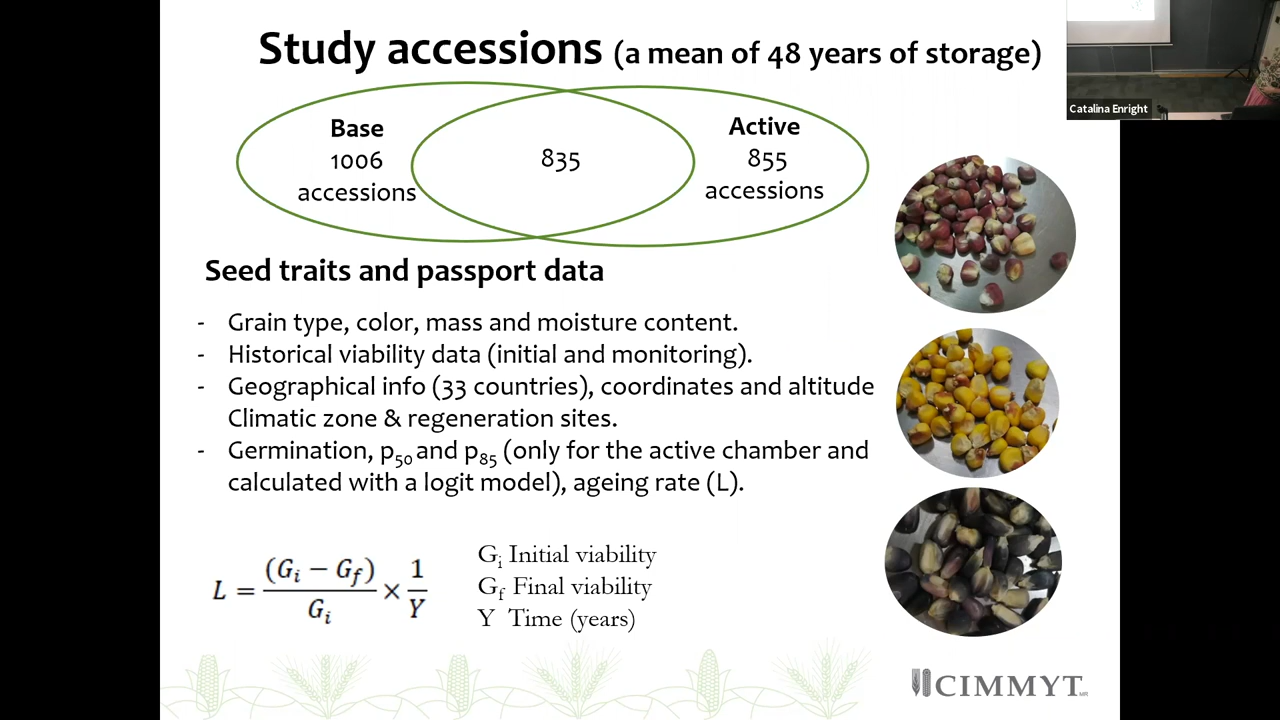 Study accessions (a mean of 48 years of storage)
Catalina Enright
Base
1006
accessions
835
Active
855
accessions
Seed traits and passport data
- Grain type, color, mass and moisture content.
- Historical viability data (initial and monitoring).
- Geographical info (33 countries), coordinates and altitude
Climatic zone & regeneration sites.
- Germination, p50 and p85 (only for the active chamber and
calculated with a logit model), ageing rate (L).
L = (Gi − Gf) / Gi × 1 / Y
Gi Initial viability
Gf Final viability
Y Time (years)
CIMMYT MR